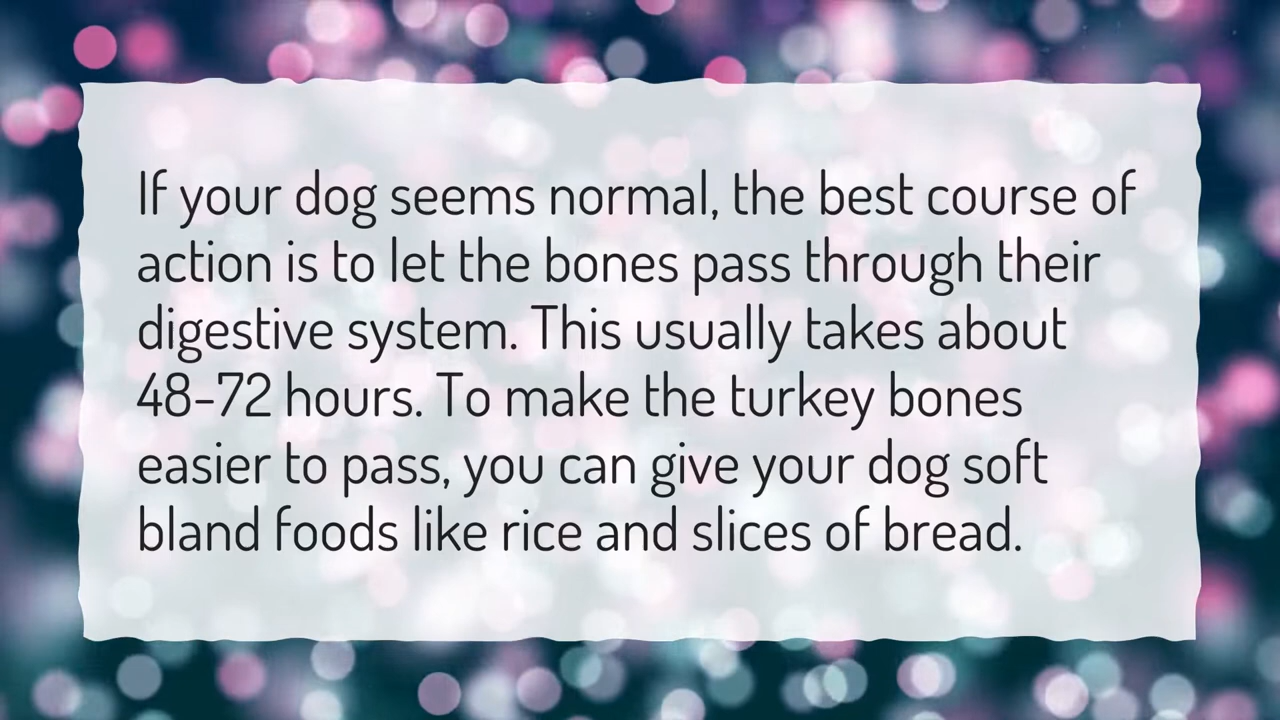 If your dog seems normal, the best course of
action is to let the bones pass through their
digestive system. This usually takes about
48-72 hours. To make the turkey bones
easier to pass, you can give your dog soft
bland foods like rice and slices of bread.